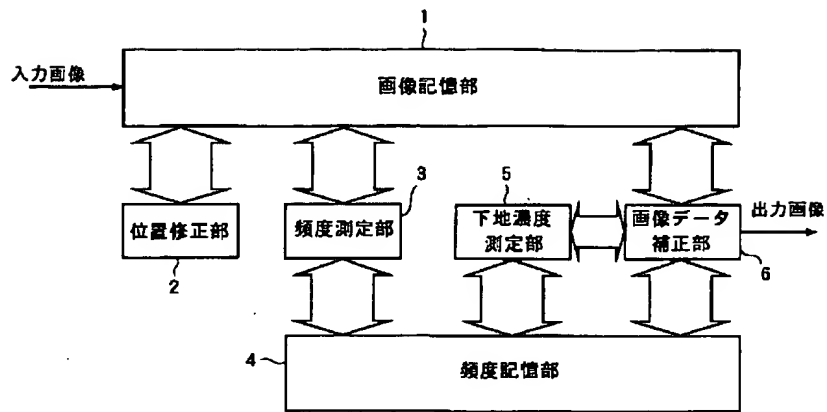 1
入力画像
画像記憶部
3
5
位置修正部
頻度測定部
下地濃度
測定部
画像データ
補正部
出力画像
2
6
4
頻度記憶部